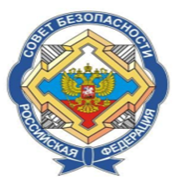 СОВЕТ БЕЗОПАСНОСТИ
РОССИЙСКАЯ ФЕДЕРАЦИЯ